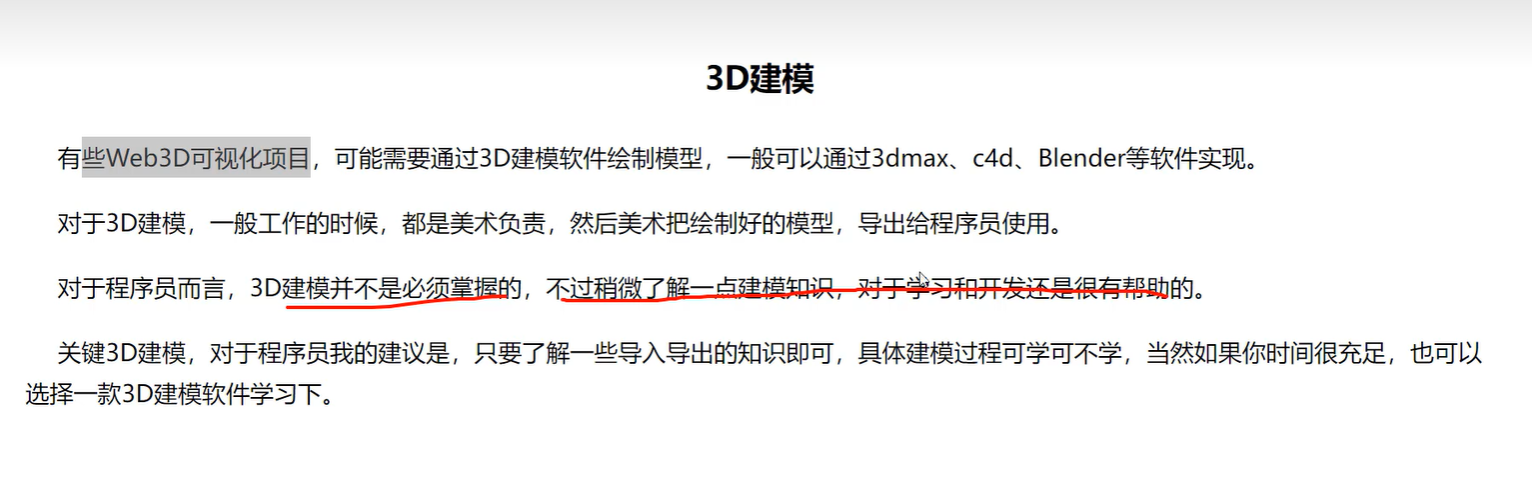 3D建模
有些Web3D可视化项目，可能需要通过3D建模软件绘制模型，一般可以通过3dmax、c4d、Blender等软件实现。
对于3D建模，一般工作的时候，都是美术负责，然后美术把绘制好的模型，导出给程序员使用。
对于程序员而言，3D建模并不是必须掌握的，不过稍微了解一点建模知识，对于学习和开发还是很有帮助的。
关键3D建模，对于程序员我的建议是，只要了解一些导入导出的知识即可，具体建模过程可学可不学，当然如果你时间很充足，也可以
选择一款3D建模软件学习下。